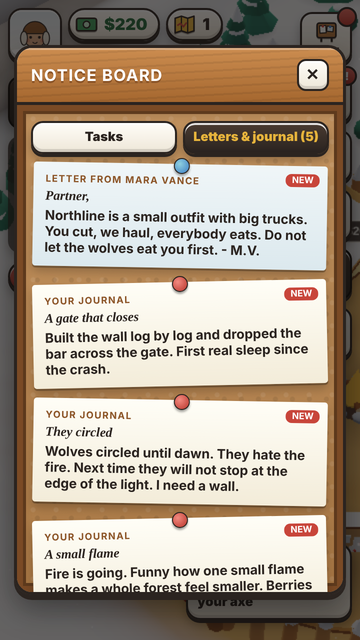 $220
1
NOTICE BOARD
Tasks
Letters & journal (5)
LETTER FROM MARA VANCE
NEW
Partner,
Northline is a small outfit with big trucks.
You cut, we haul, everybody eats. Do not
let the wolves eat you first. - M.V.
YOUR JOURNAL
NEW
A gate that closes
Built the wall log by log and dropped the
bar across the gate. First real sleep since
the crash.
YOUR JOURNAL
NEW
They circled
Wolves circled until dawn. They hate the
fire. Next time they will not stop at the
edge of the light. I need a wall.
YOUR JOURNAL
NEW
A small flame
Fire is going. Funny how one small flame
makes a whole forest feel smaller. Berries
your axe